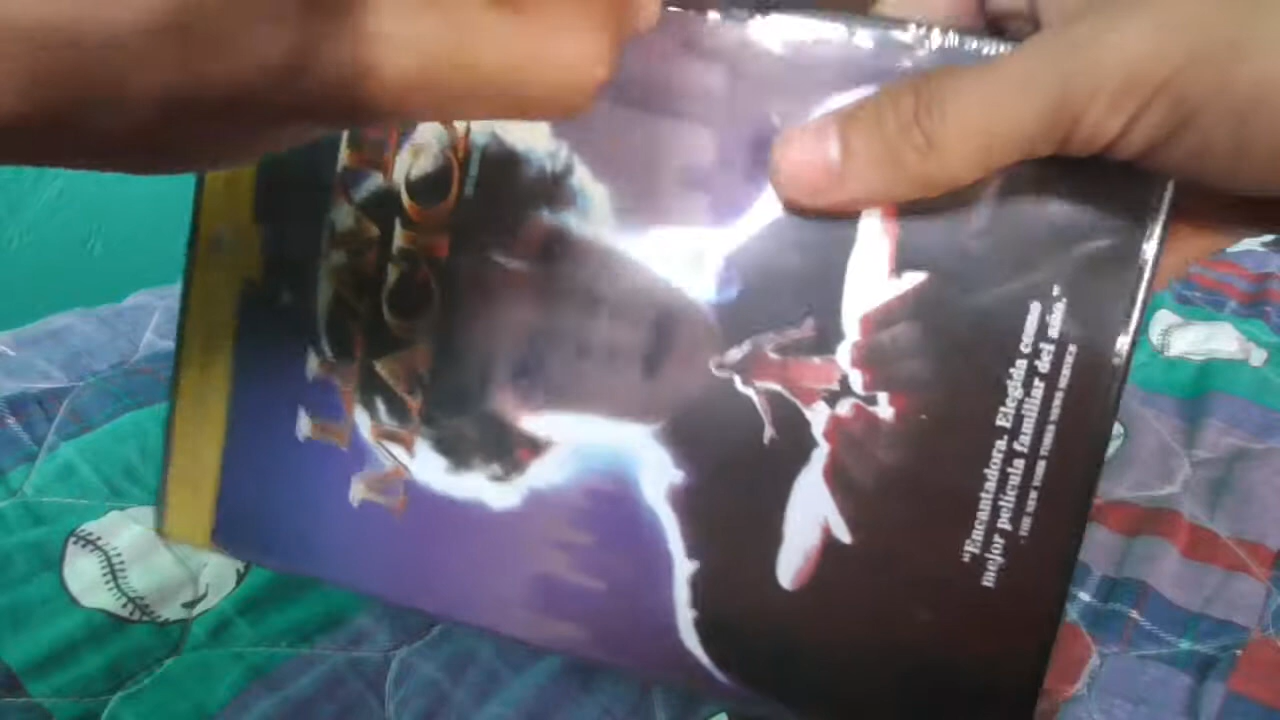 “Encantadora. Elegida como
mejor película familiar del año.”
- THE NEW YORK TIMES NEWS SERVICE